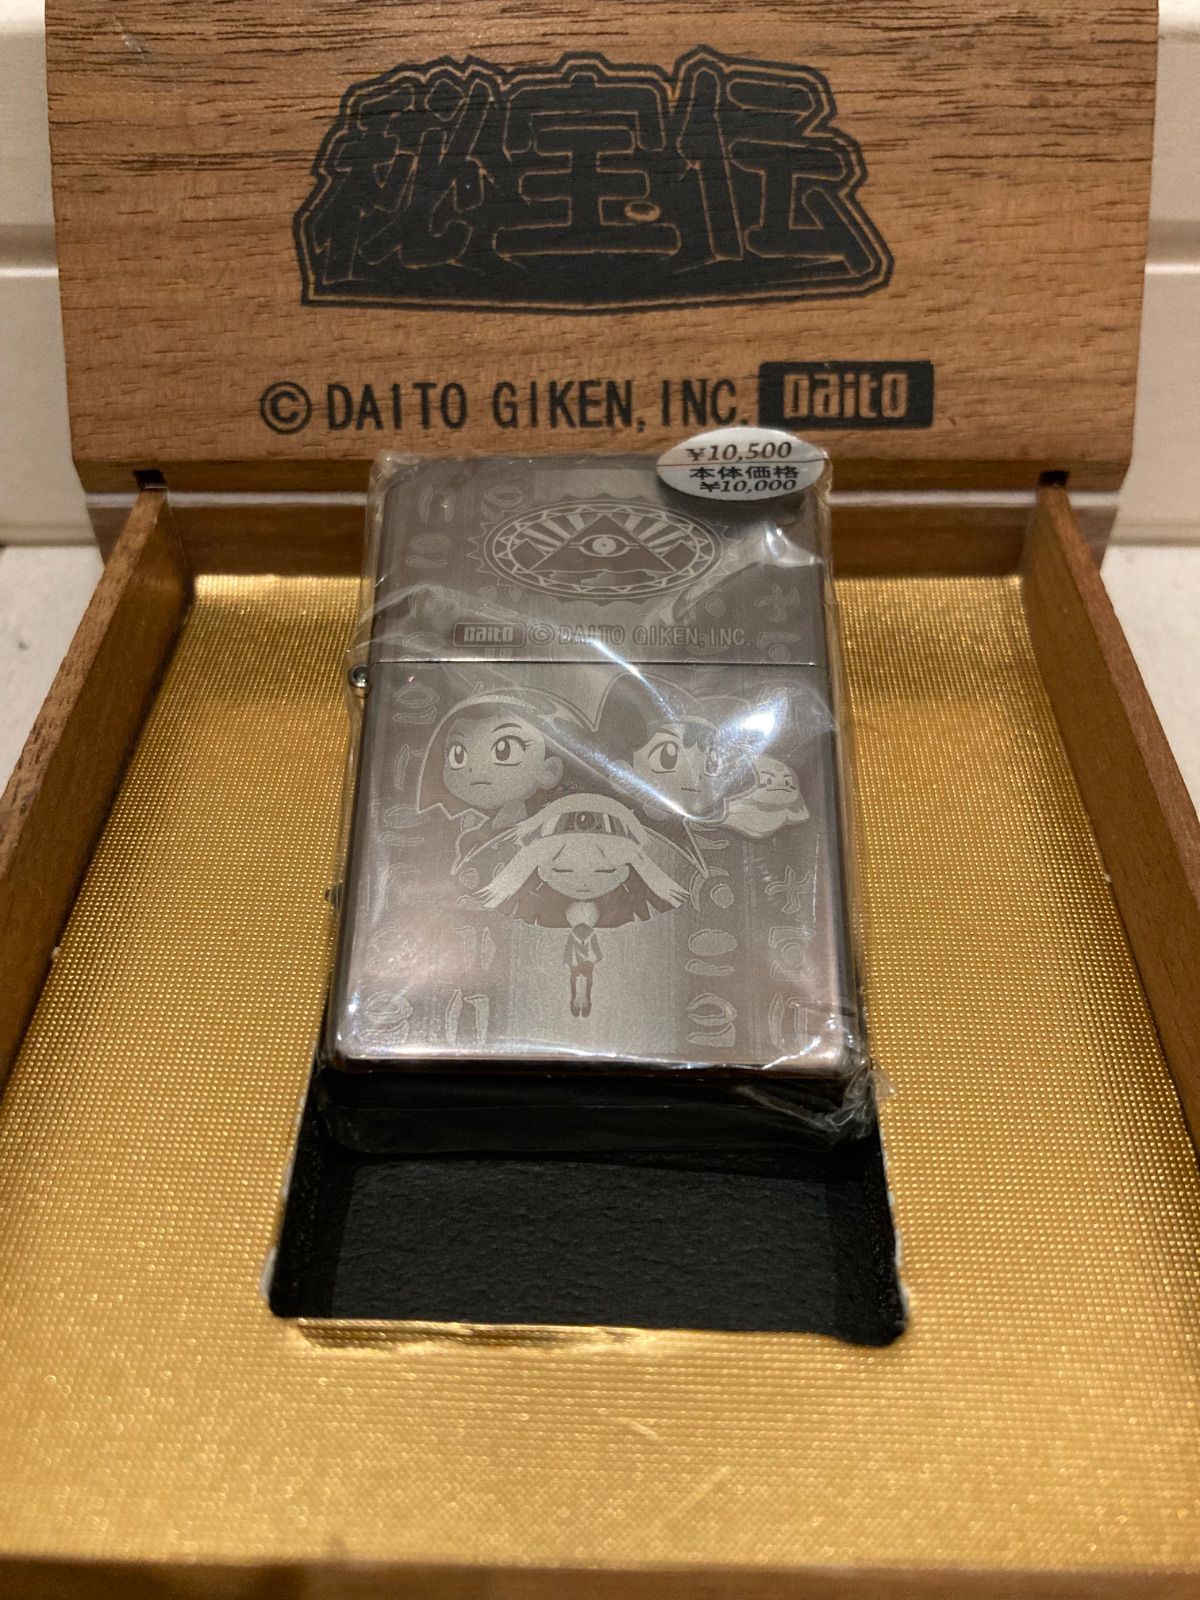 秘宝伝
©DAITO GIKEN, INC. Daito
¥10,500
本体価格
¥10,000
Daito ©DAITO GIKEN, INC.